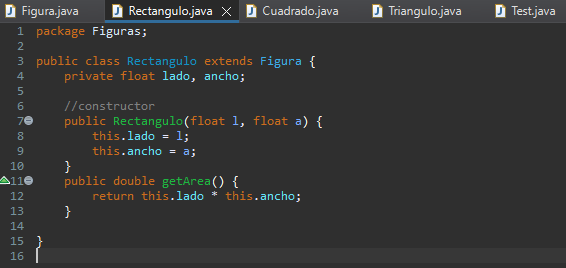 Figura.java Rectangulo.java Cuadrado.java Triangulo.java Test.java
1 package Figuras;
2
3 public class Rectangulo extends Figura {
4     private float lado, ancho;
5
6     //constructor
7     public Rectangulo(float l, float a) {
8         this.lado = l;
9         this.ancho = a;
10     }
11     public double getArea() {
12         return this.lado * this.ancho;
13     }
14
15 }
16